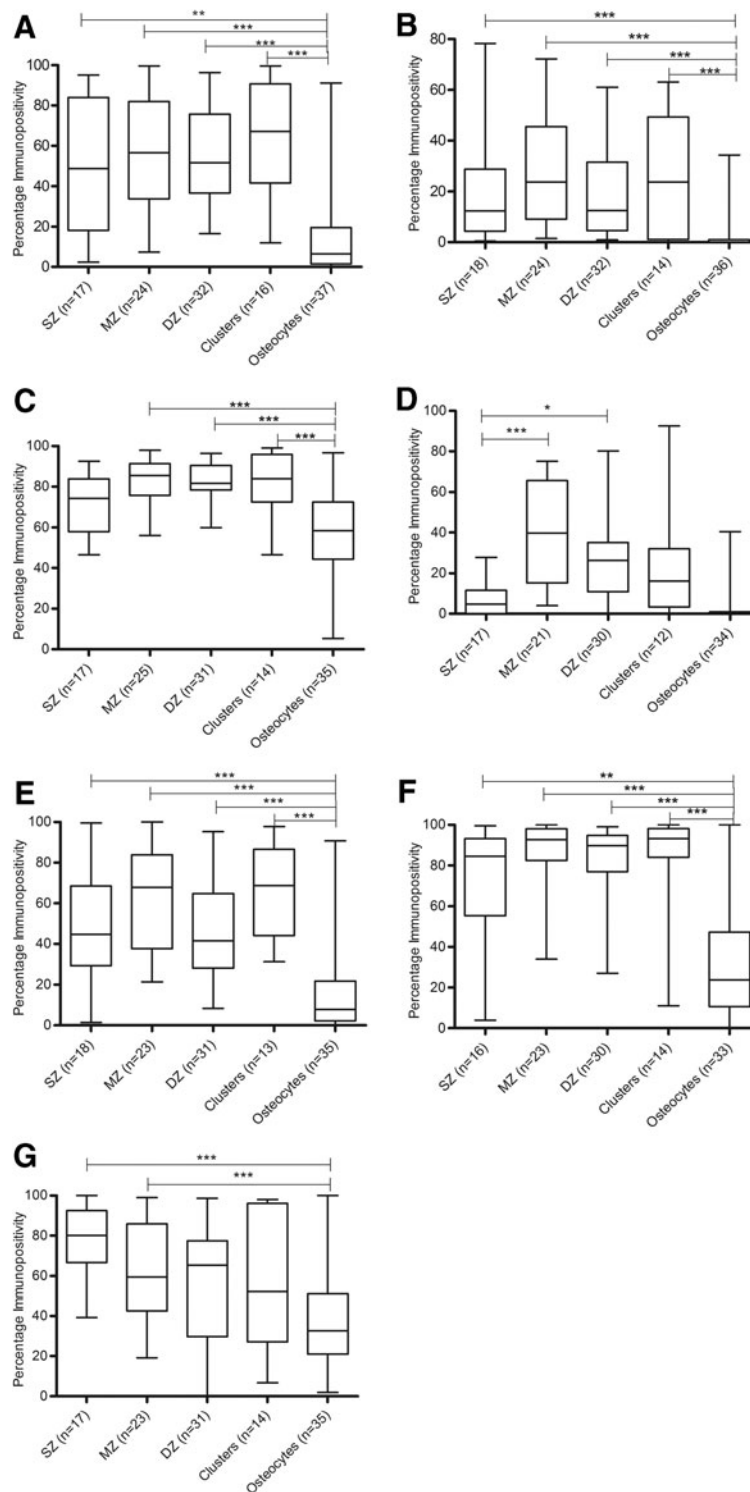 A
**
***
***
***
Percentage Immunopositivity
100
80
60
40
20
0
SZ (n=17)
MZ (n=24)
DZ (n=32)
Clusters (n=16)
Osteocytes (n=37)
B
***
***
***
***
Percentage Immunopositivity
80
60
40
20
0
SZ (n=18)
MZ (n=24)
DZ (n=32)
Clusters (n=14)
Osteocytes (n=36)
C
***
***
***
Percentage Immunopositivity
100
80
60
40
20
0
SZ (n=17)
MZ (n=25)
DZ (n=31)
Clusters (n=14)
Osteocytes (n=35)
D
*
***
Percentage Immunopositivity
100
80
60
40
20
0
SZ (n=17)
MZ (n=21)
DZ (n=30)
Clusters (n=12)
Osteocytes (n=34)
E
***
***
***
***
Percentage Immunopositivity
100
80
60
40
20
0
SZ (n=18)
MZ (n=23)
DZ (n=31)
Clusters (n=13)
Osteocytes (n=35)
F
**
***
***
***
Percentage Immunopositivity
100
80
60
40
20
0
SZ (n=16)
MZ (n=23)
DZ (n=30)
Clusters (n=14)
Osteocytes (n=33)
G
***
***
Percentage Immunopositivity
100
80
60
40
20
0
SZ (n=17)
MZ (n=23)
DZ (n=31)
Clusters (n=14)
Osteocytes (n=35)